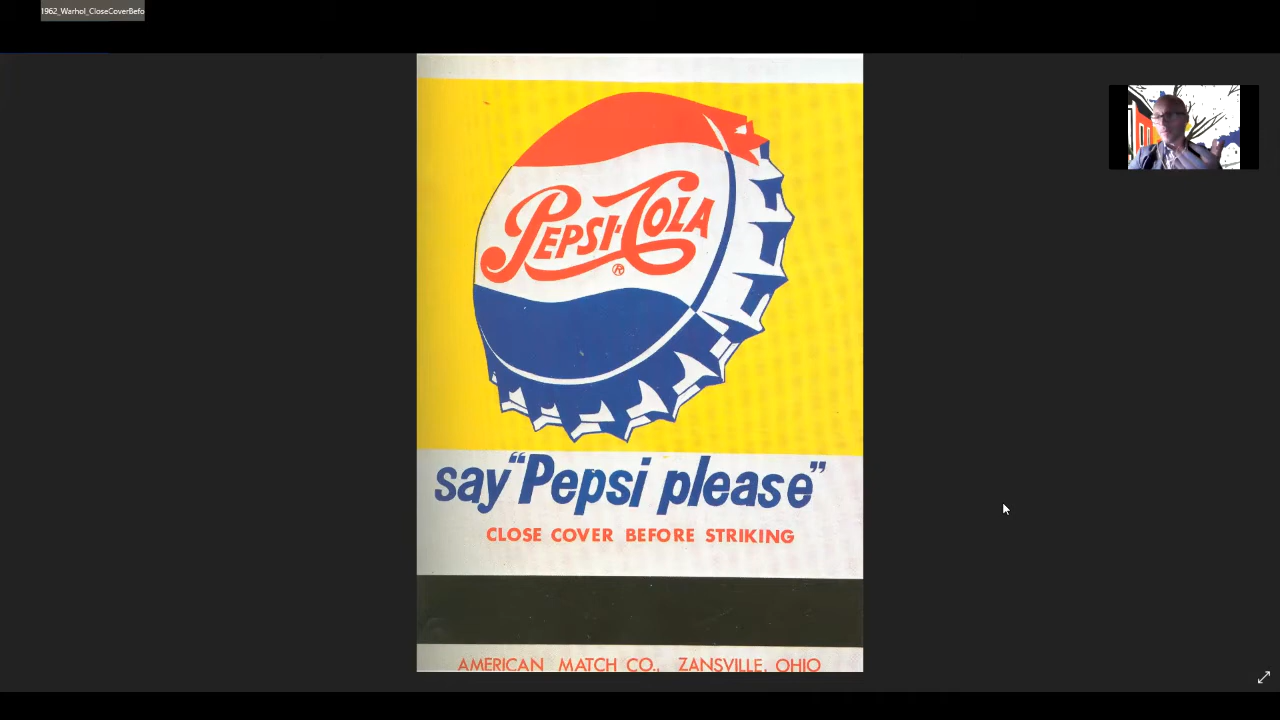 1962_Warhol_CloseCoverBefo
PEPSI-COLA
®
say “Pepsi please”
CLOSE COVER BEFORE STRIKING
AMERICAN MATCH CO., ZANSVILLE, OHIO